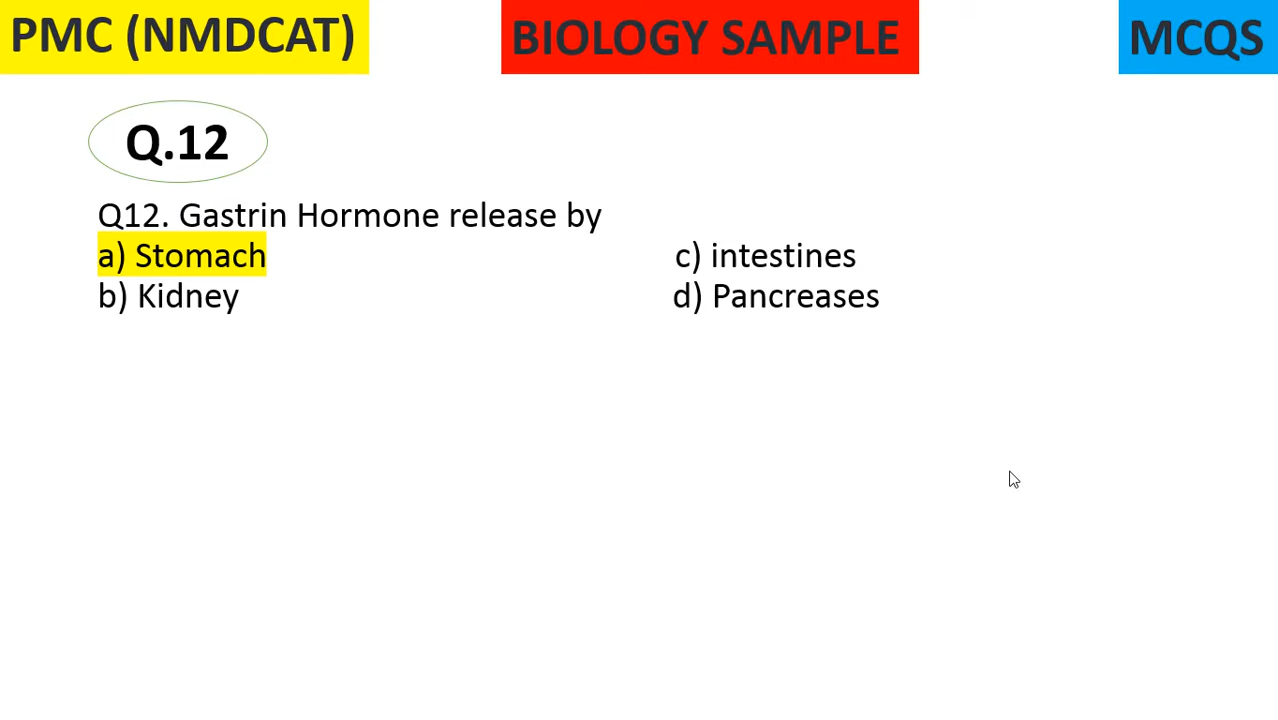 PMC (NMDCAT)
BIOLOGY SAMPLE
MCQS
Q.12
Q12. Gastrin Hormone release by
a) Stomach c) intestines
b) Kidney d) Pancreases